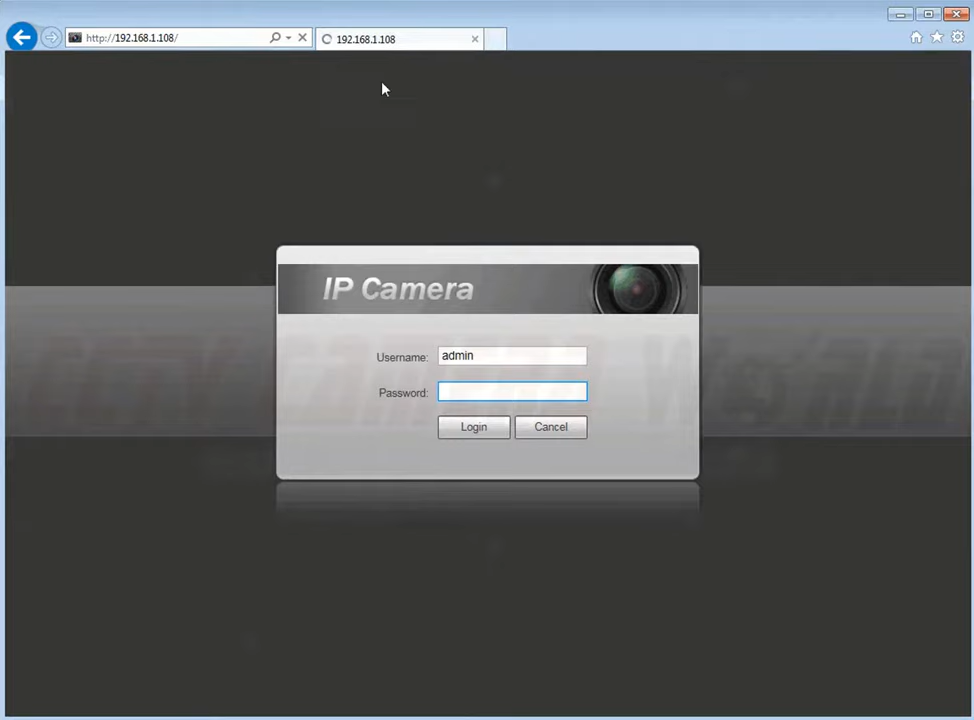 http://192.168.1.108/
192.168.1.108
IP Camera
Username: admin
Password:
Login Cancel